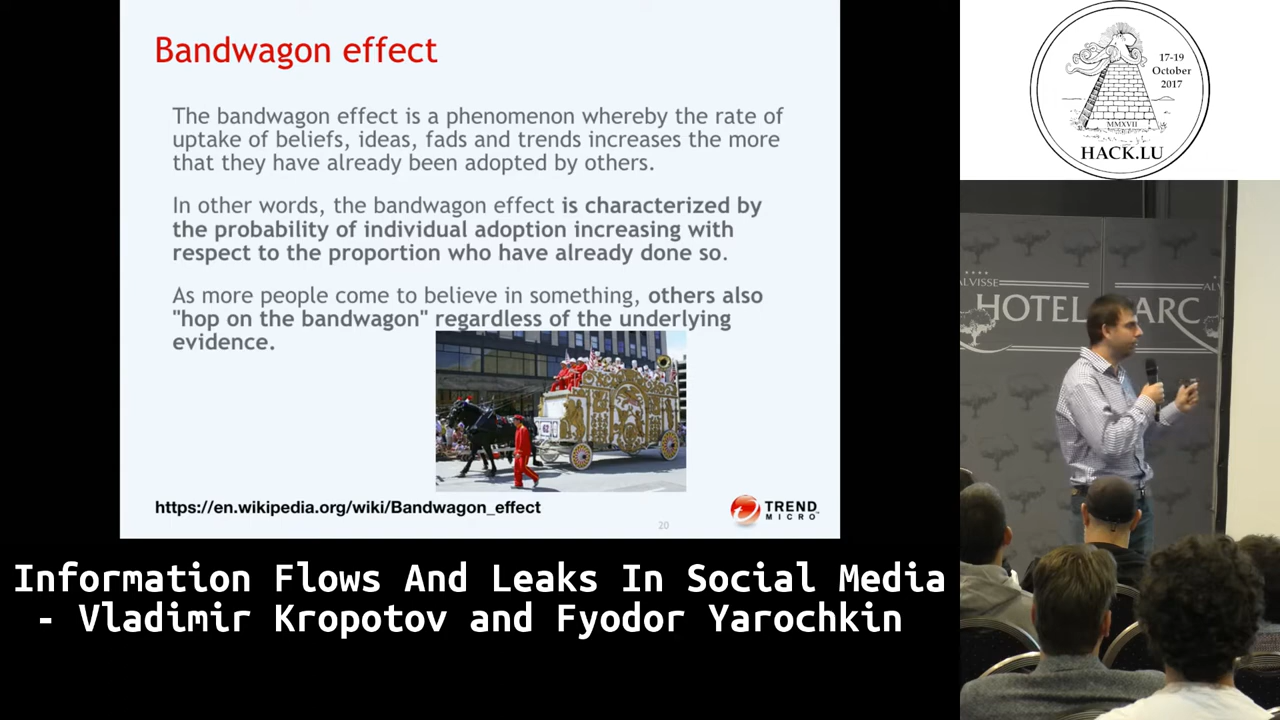 Bandwagon effect
The bandwagon effect is a phenomenon whereby the rate of
uptake of beliefs, ideas, fads and trends increases the more
that they have already been adopted by others.
In other words, the bandwagon effect is characterized by
the probability of individual adoption increasing with
respect to the proportion who have already done so.
As more people come to believe in something, others also
"hop on the bandwagon" regardless of the underlying
evidence.
https://en.wikipedia.org/wiki/Bandwagon_effect
20
TREND
MICRO
17-19
October
2017
MMXVII
HACK.LU
ALVISSE
HOTEL PARC
Information Flows And Leaks In Social Media
- Vladimir Kropotov and Fyodor Yarochkin